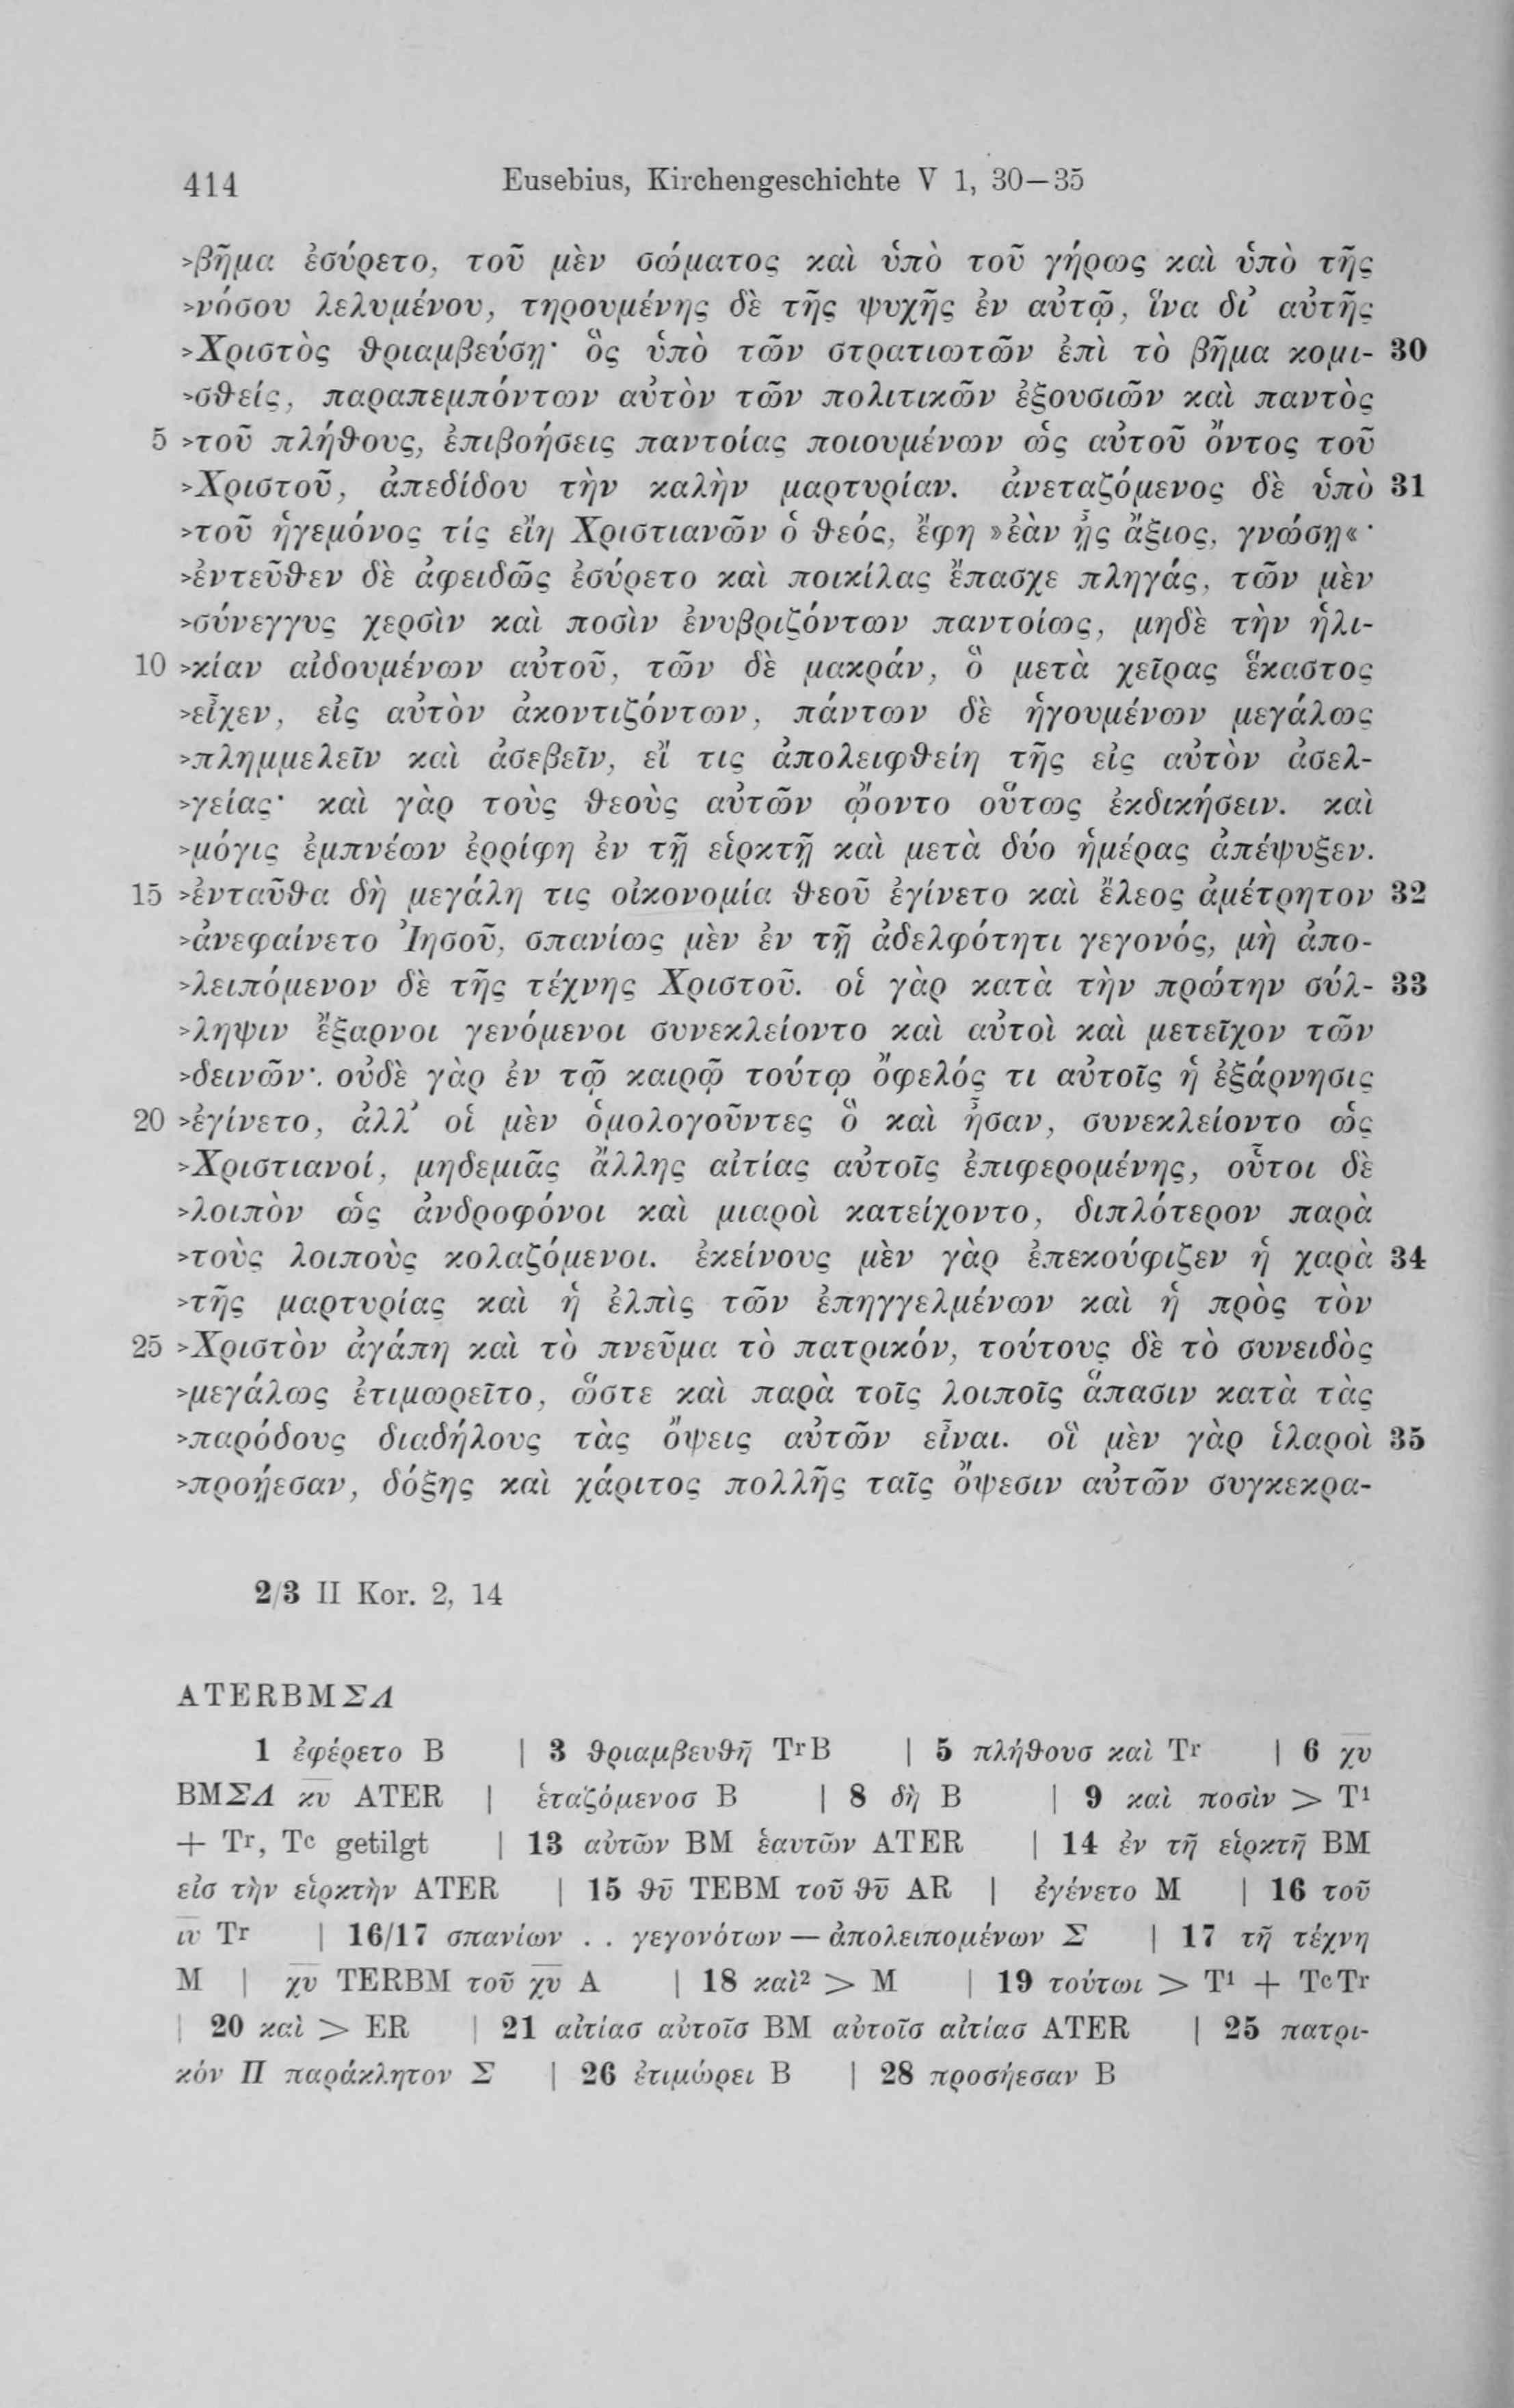 414 Eusebius, Kirchengeschichte V 1, 30—35
>βῆμα ἐσύρετο, τοῦ μὲν σώματος καὶ ὑπὸ τοῦ γήρως καὶ ὑπὸ τῆς
>νόσου λελυμένου, τηρουμένης δὲ τῆς ψυχῆς ἐν αὐτῷ, ἵνα δι᾽ αὐτῆς
>Χριστὸς θριαμβεύσῃ· ὃς ὑπὸ τῶν στρατιωτῶν ἐπὶ τὸ βῆμα κομι- 30
>σθείς, παραπεμπόντων αὐτὸν τῶν πολιτικῶν ἐξουσιῶν καὶ παντὸς
5 >τοῦ πλήθους, ἐπιβοήσεις παντοίας ποιουμένων ὡς αὐτοῦ ὄντος τοῦ
>Χριστοῦ, ἀπεδίδου τὴν καλὴν μαρτυρίαν. ἀνεταζόμενος δὲ ὑπὸ 31
>τοῦ ἡγεμόνος τίς εἴη Χριστιανῶν ὁ θεός, ἔφη »ἐὰν ᾖς ἄξιος, γνώσῃ«·
>ἐντεῦθεν δὲ ἀφειδῶς ἐσύρετο καὶ ποικίλας ἔπασχε πληγάς, τῶν μὲν
>σύνεγγυς χερσὶν καὶ ποσὶν ἐνυβριζόντων παντοίως, μηδὲ τὴν ἡλι-
10 >κίαν αἰδουμένων αὐτοῦ, τῶν δὲ μακράν, ὃ μετὰ χεῖρας ἕκαστος
>εἶχεν, εἰς αὐτὸν ἀκοντιζόντων, πάντων δὲ ἡγουμένων μεγάλως
>πλημμελεῖν καὶ ἀσεβεῖν, εἴ τις ἀπολειφθείη τῆς εἰς αὐτὸν ἀσελ-
>γείας· καὶ γὰρ τοὺς θεοὺς αὐτῶν ᾤοντο οὕτως ἐκδικήσειν. καὶ
>μόγις ἐμπνέων ἐρρίφη ἐν τῇ εἱρκτῇ καὶ μετὰ δύο ἡμέρας ἀπέψυξεν.
15 >ἐνταῦθα δὴ μεγάλη τις οἰκονομία θεοῦ ἐγίνετο καὶ ἔλεος ἀμέτρητον 32
>ἀνεφαίνετο Ἰησοῦ, σπανίως μὲν ἐν τῇ ἀδελφότητι γεγονός, μὴ ἀπο-
>λειπόμενον δὲ τῆς τέχνης Χριστοῦ. οἱ γὰρ κατὰ τὴν πρώτην σύλ- 33
>ληψιν ἔξαρνοι γενόμενοι συνεκλείοντο καὶ αὐτοὶ καὶ μετεῖχον τῶν
>δεινῶν·. οὐδὲ γὰρ ἐν τῷ καιρῷ τούτῳ ὄφελός τι αὐτοῖς ἡ ἐξάρνησις
20 >ἐγίνετο, ἀλλ᾽ οἱ μὲν ὁμολογοῦντες ὃ καὶ ἦσαν, συνεκλείοντο ὡς
>Χριστιανοί, μηδεμιᾶς ἄλλης αἰτίας αὐτοῖς ἐπιφερομένης, οὗτοι δὲ
>λοιπὸν ὡς ἀνδροφόνοι καὶ μιαροὶ κατείχοντο, διπλότερον παρὰ
>τοὺς λοιποὺς κολαζόμενοι. ἐκείνους μὲν γὰρ ἐπεκούφιζεν ἡ χαρὰ 34
>τῆς μαρτυρίας καὶ ἡ ἐλπὶς τῶν ἐπηγγελμένων καὶ ἡ πρὸς τὸν
25 >Χριστὸν ἀγάπη καὶ τὸ πνεῦμα τὸ πατρικόν, τούτους δὲ τὸ συνειδὸς
>μεγάλως ἐτιμωρεῖτο, ὥστε καὶ παρὰ τοῖς λοιποῖς ἅπασιν κατὰ τὰς
>παρόδους διαδήλους τὰς ὄψεις αὐτῶν εἶναι. οἳ μὲν γὰρ ἱλαροὶ 35
>προῄεσαν, δόξης καὶ χάριτος πολλῆς ταῖς ὄψεσιν αὐτῶν συγκεκρα-
2/3 II Kor. 2, 14
ATERBMΣΛ
1 ἐφέρετο B | 3 θριαμβευθῆ TrB | 5 πλήθουσ καὶ Tr | 6 χ̅υ̅
BMΣΛ κ̅υ̅ ATER | ἑταζόμενοσ B | 8 δὴ B | 9 καὶ ποσὶν > T1
+ Tr, Tc getilgt | 13 αὐτῶν BM ἑαυτῶν ATER | 14 ἐν τῆ εἱρκτῆ BM
εἰσ τὴν εἱρκτὴν ATER | 15 θ̅υ̅ TEBM τοῦ θ̅υ̅ AR | ἐγένετο M | 16 τοῦ
ι̅υ̅ Tr | 16/17 σπανίων . . γεγονότων — ἀπολειπομένων Σ | 17 τῆ τέχνη
M | χ̅υ̅ TERBM τοῦ χ̅υ̅ A | 18 καὶ2 > M | 19 τούτωι > T1 + TcTr
| 20 καὶ > ER | 21 αἰτίασ αὐτοῖσ BM αὐτοῖσ αἰτίασ ATER | 25 πατρι-
κόν Π παράκλητον Σ | 26 ἐτιμώρει B | 28 προσήεσαν B